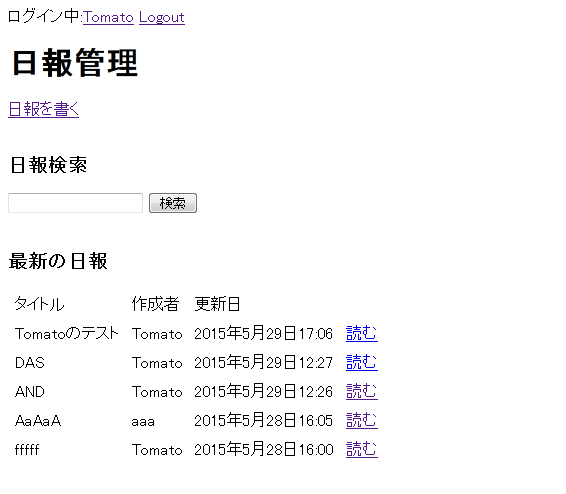 ログイン中:Tomato Logout
日報管理
日報を書く
日報検索
検索
最新の日報
タイトル 作成者 更新日
Tomatoのテスト Tomato 2015年5月29日17:06 読む
DAS Tomato 2015年5月29日12:27 読む
AND Tomato 2015年5月29日12:26 読む
AaAaA aaa 2015年5月28日16:05 読む
fffff Tomato 2015年5月28日16:00 読む